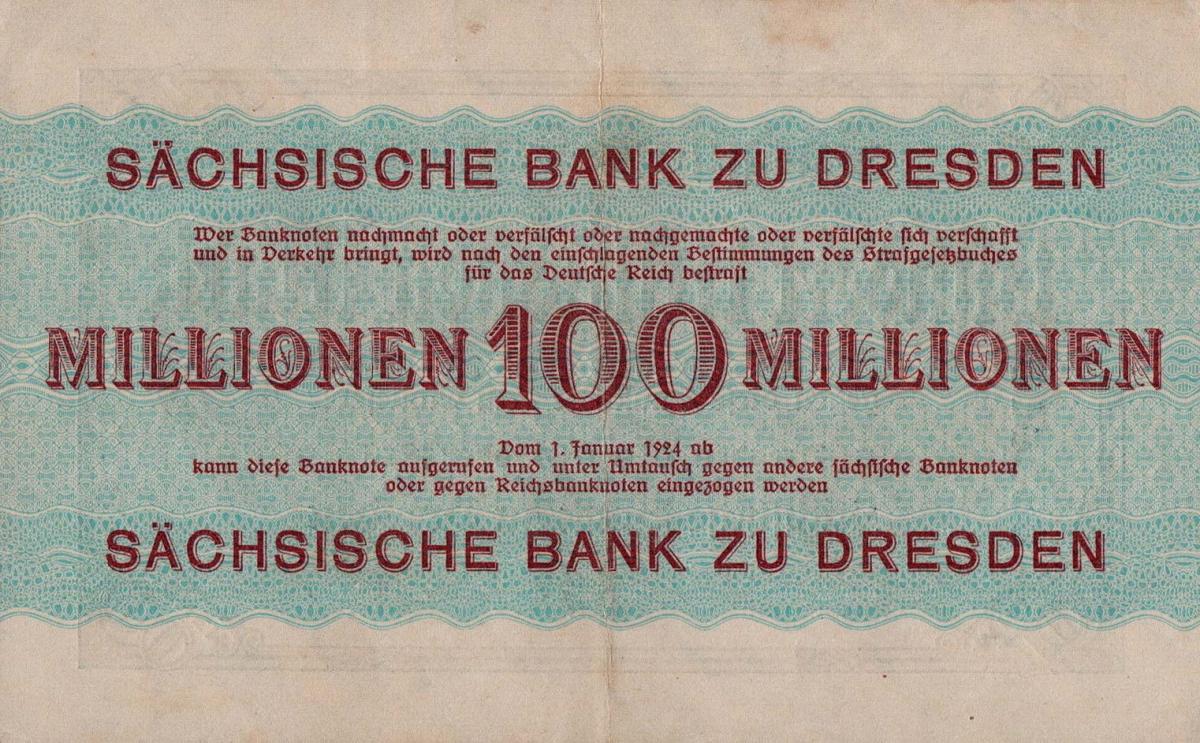 SÄCHSISCHE BANK ZU DRESDEN
Wer Banknoten nachmacht oder verfälscht oder nachgemachte oder verfälschte sich verschafft
und in Verkehr bringt, wird nach den einschlagenden Bestimmungen des Strafgesetzbuches
für das Deutsche Reich bestraft
MILLIONEN 100 MILLIONEN
Vom 1. Januar 1924 ab
kann diese Banknote aufgerufen und unter Umtausch gegen andere sächsische Banknoten
oder gegen Reichsbanknoten eingezogen werden
SÄCHSISCHE BANK ZU DRESDEN